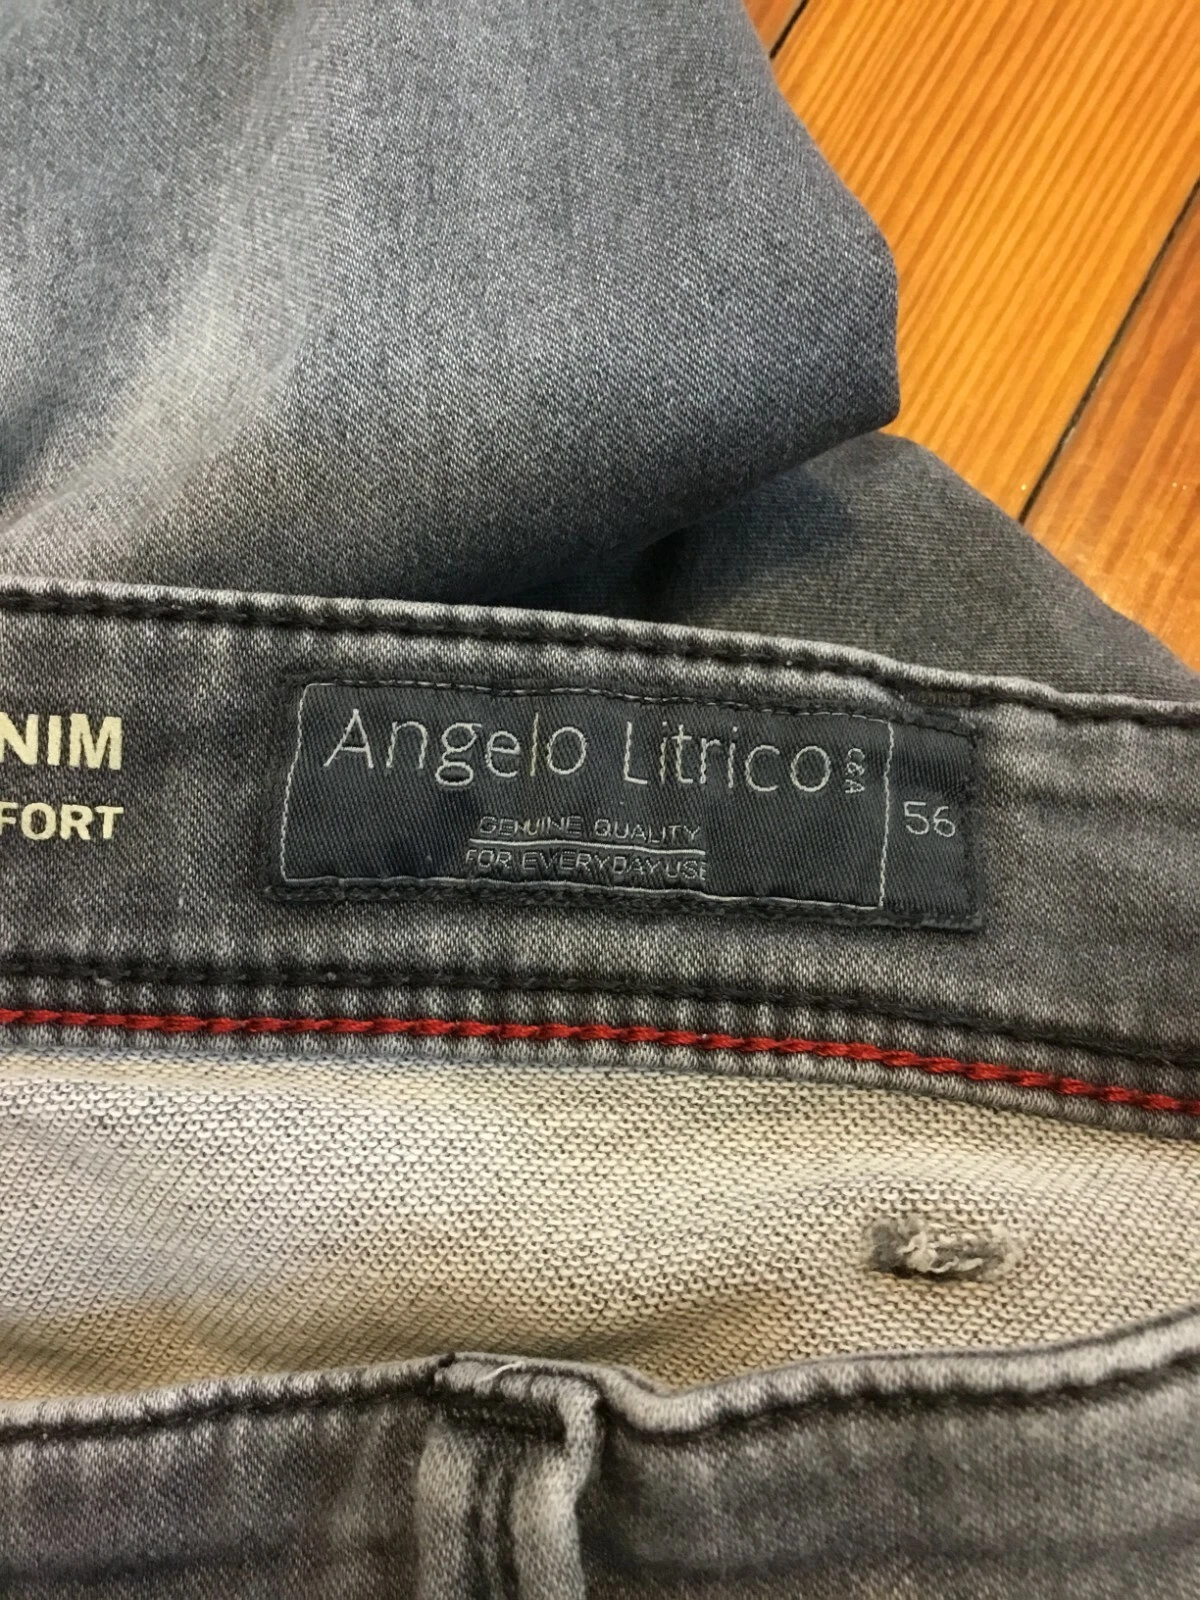 NIM
FORT
Angelo Litrico
C&A
GENUINE QUALITY
FOR EVERYDAY USE
56